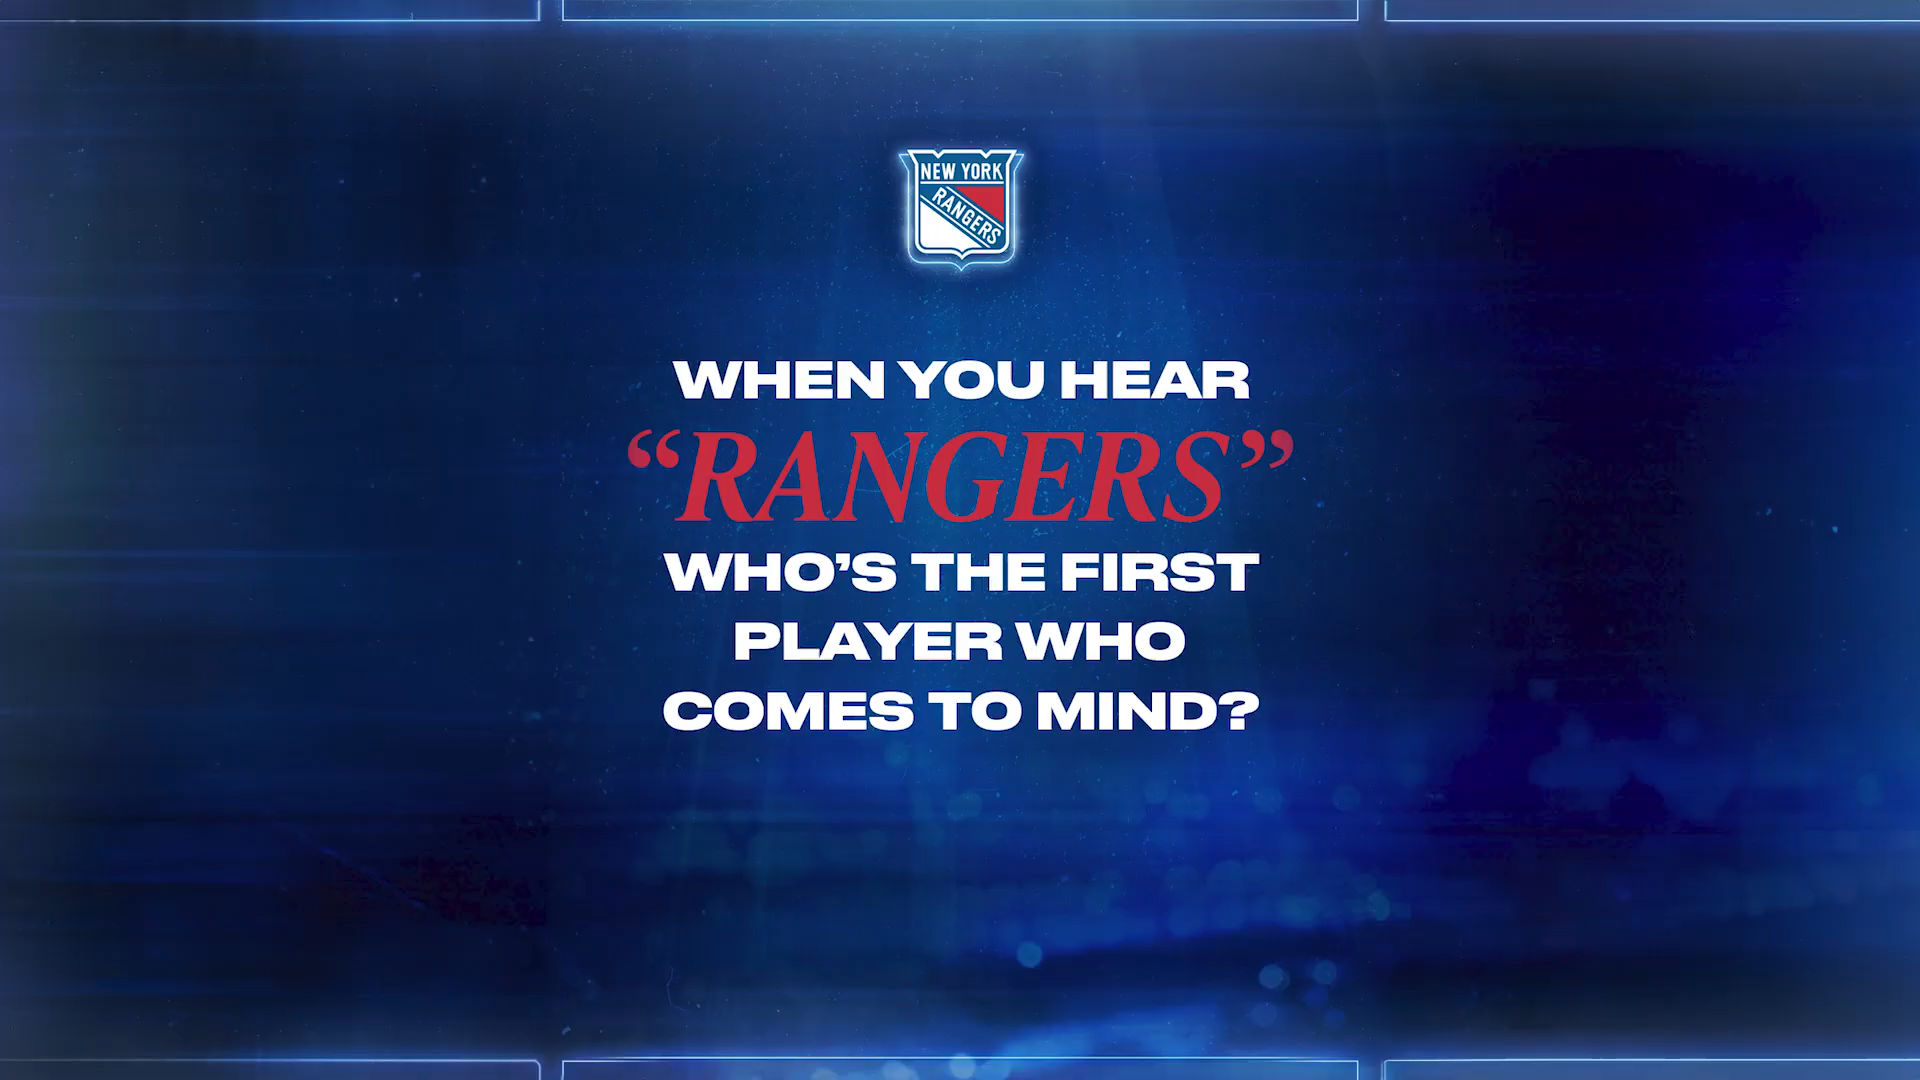 NEW YORK
RANGERS
WHEN YOU HEAR
“RANGERS”
WHO’S THE FIRST
PLAYER WHO
COMES TO MIND?